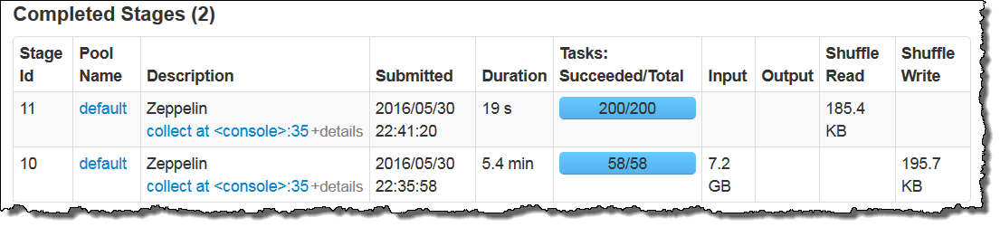 Completed Stages (2)
Stage Id Pool Name Description Submitted Duration Tasks: Succeeded/Total Input Output Shuffle Read Shuffle Write
11 default Zeppelin collect at <console>:35 +details 2016/05/30 22:41:20 19 s 200/200 185.4 KB
10 default Zeppelin collect at <console>:35 +details 2016/05/30 22:35:58 5.4 min 58/58 7.2 GB 195.7 KB